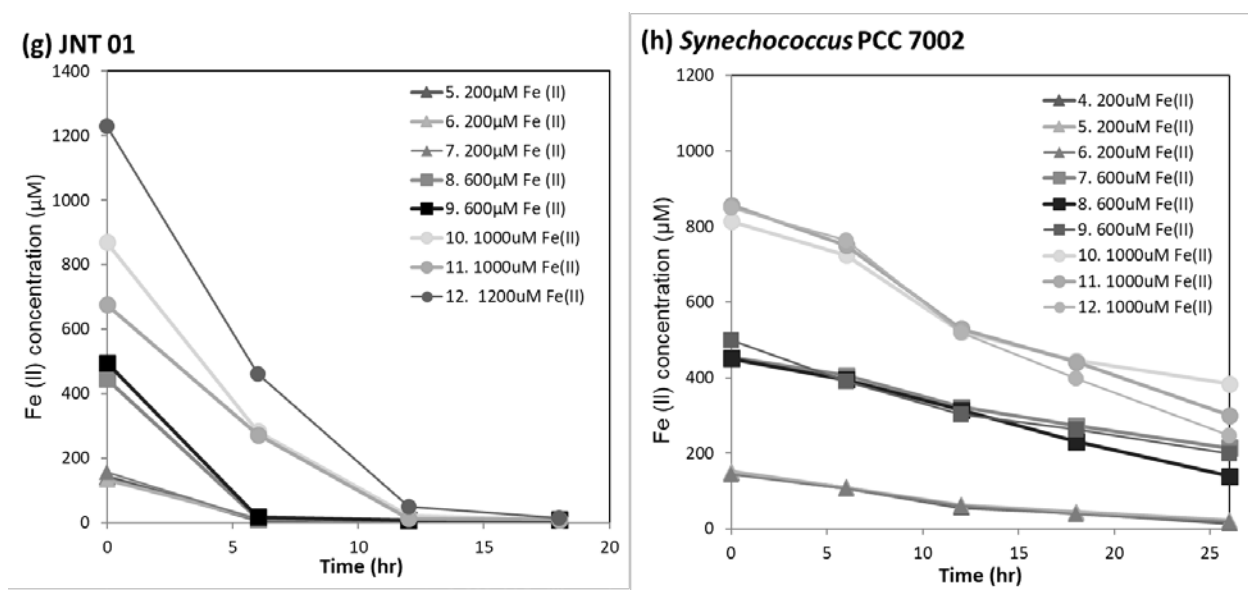 (g) JNT 01
1400
1200
1000
800
600
400
200
0
Fe (II) concentration (µM)
0
5
10
15
20
Time (hr)
5. 200µM Fe (II)
6. 200µM Fe (II)
7. 200µM Fe (II)
8. 600µM Fe (II)
9. 600µM Fe (II)
10. 1000uM Fe(II)
11. 1000uM Fe(II)
12. 1200uM Fe(II)
(h) Synechococcus PCC 7002
1200
1000
800
600
400
200
0
Fe (II) concentration (µM)
0
5
10
15
20
25
Time (hr)
4. 200uM Fe(II)
5. 200uM Fe(II)
6. 200uM Fe(II)
7. 600uM Fe(II)
8. 600uM Fe(II)
9. 600uM Fe(II)
10. 1000uM Fe(II)
11. 1000uM Fe(II)
12. 1000uM Fe(II)